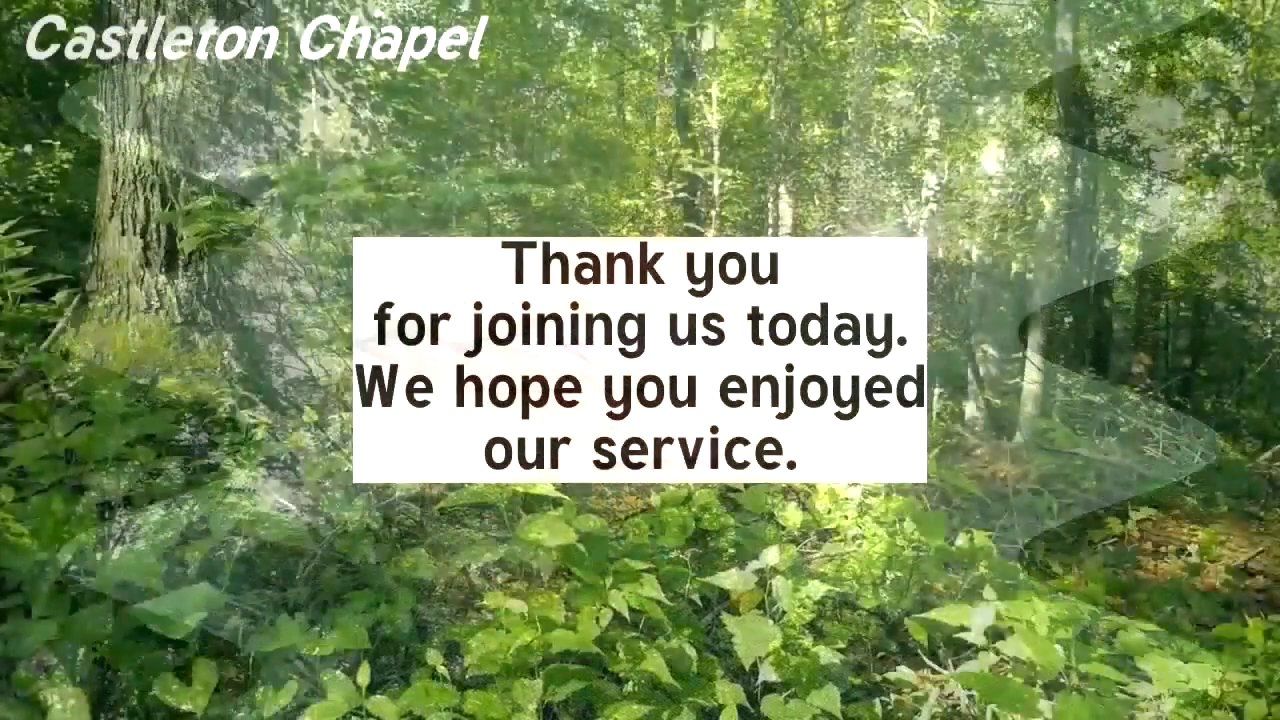 Castleton Chapel
Thank you
for joining us today.
We hope you enjoyed
our service.